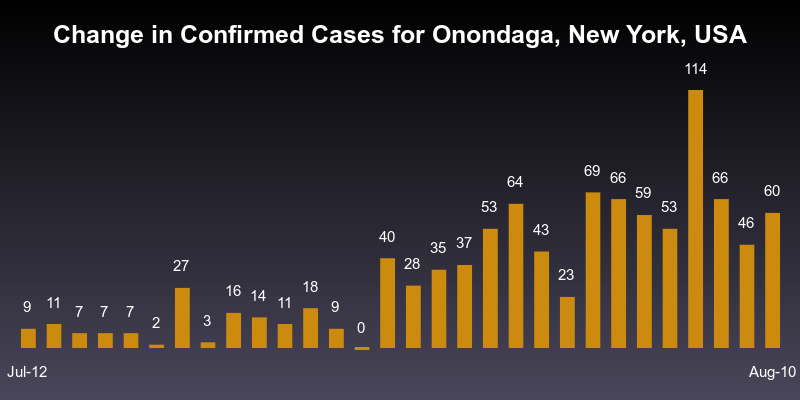 Change in Confirmed Cases for Onondaga, New York, USA
9 11 7 7 7 2 27 3 16 14 11 18 9 0 40 28 35 37 53 64 43 23 69 66 59 53 114 66 46 60
Jul-12 Aug-10